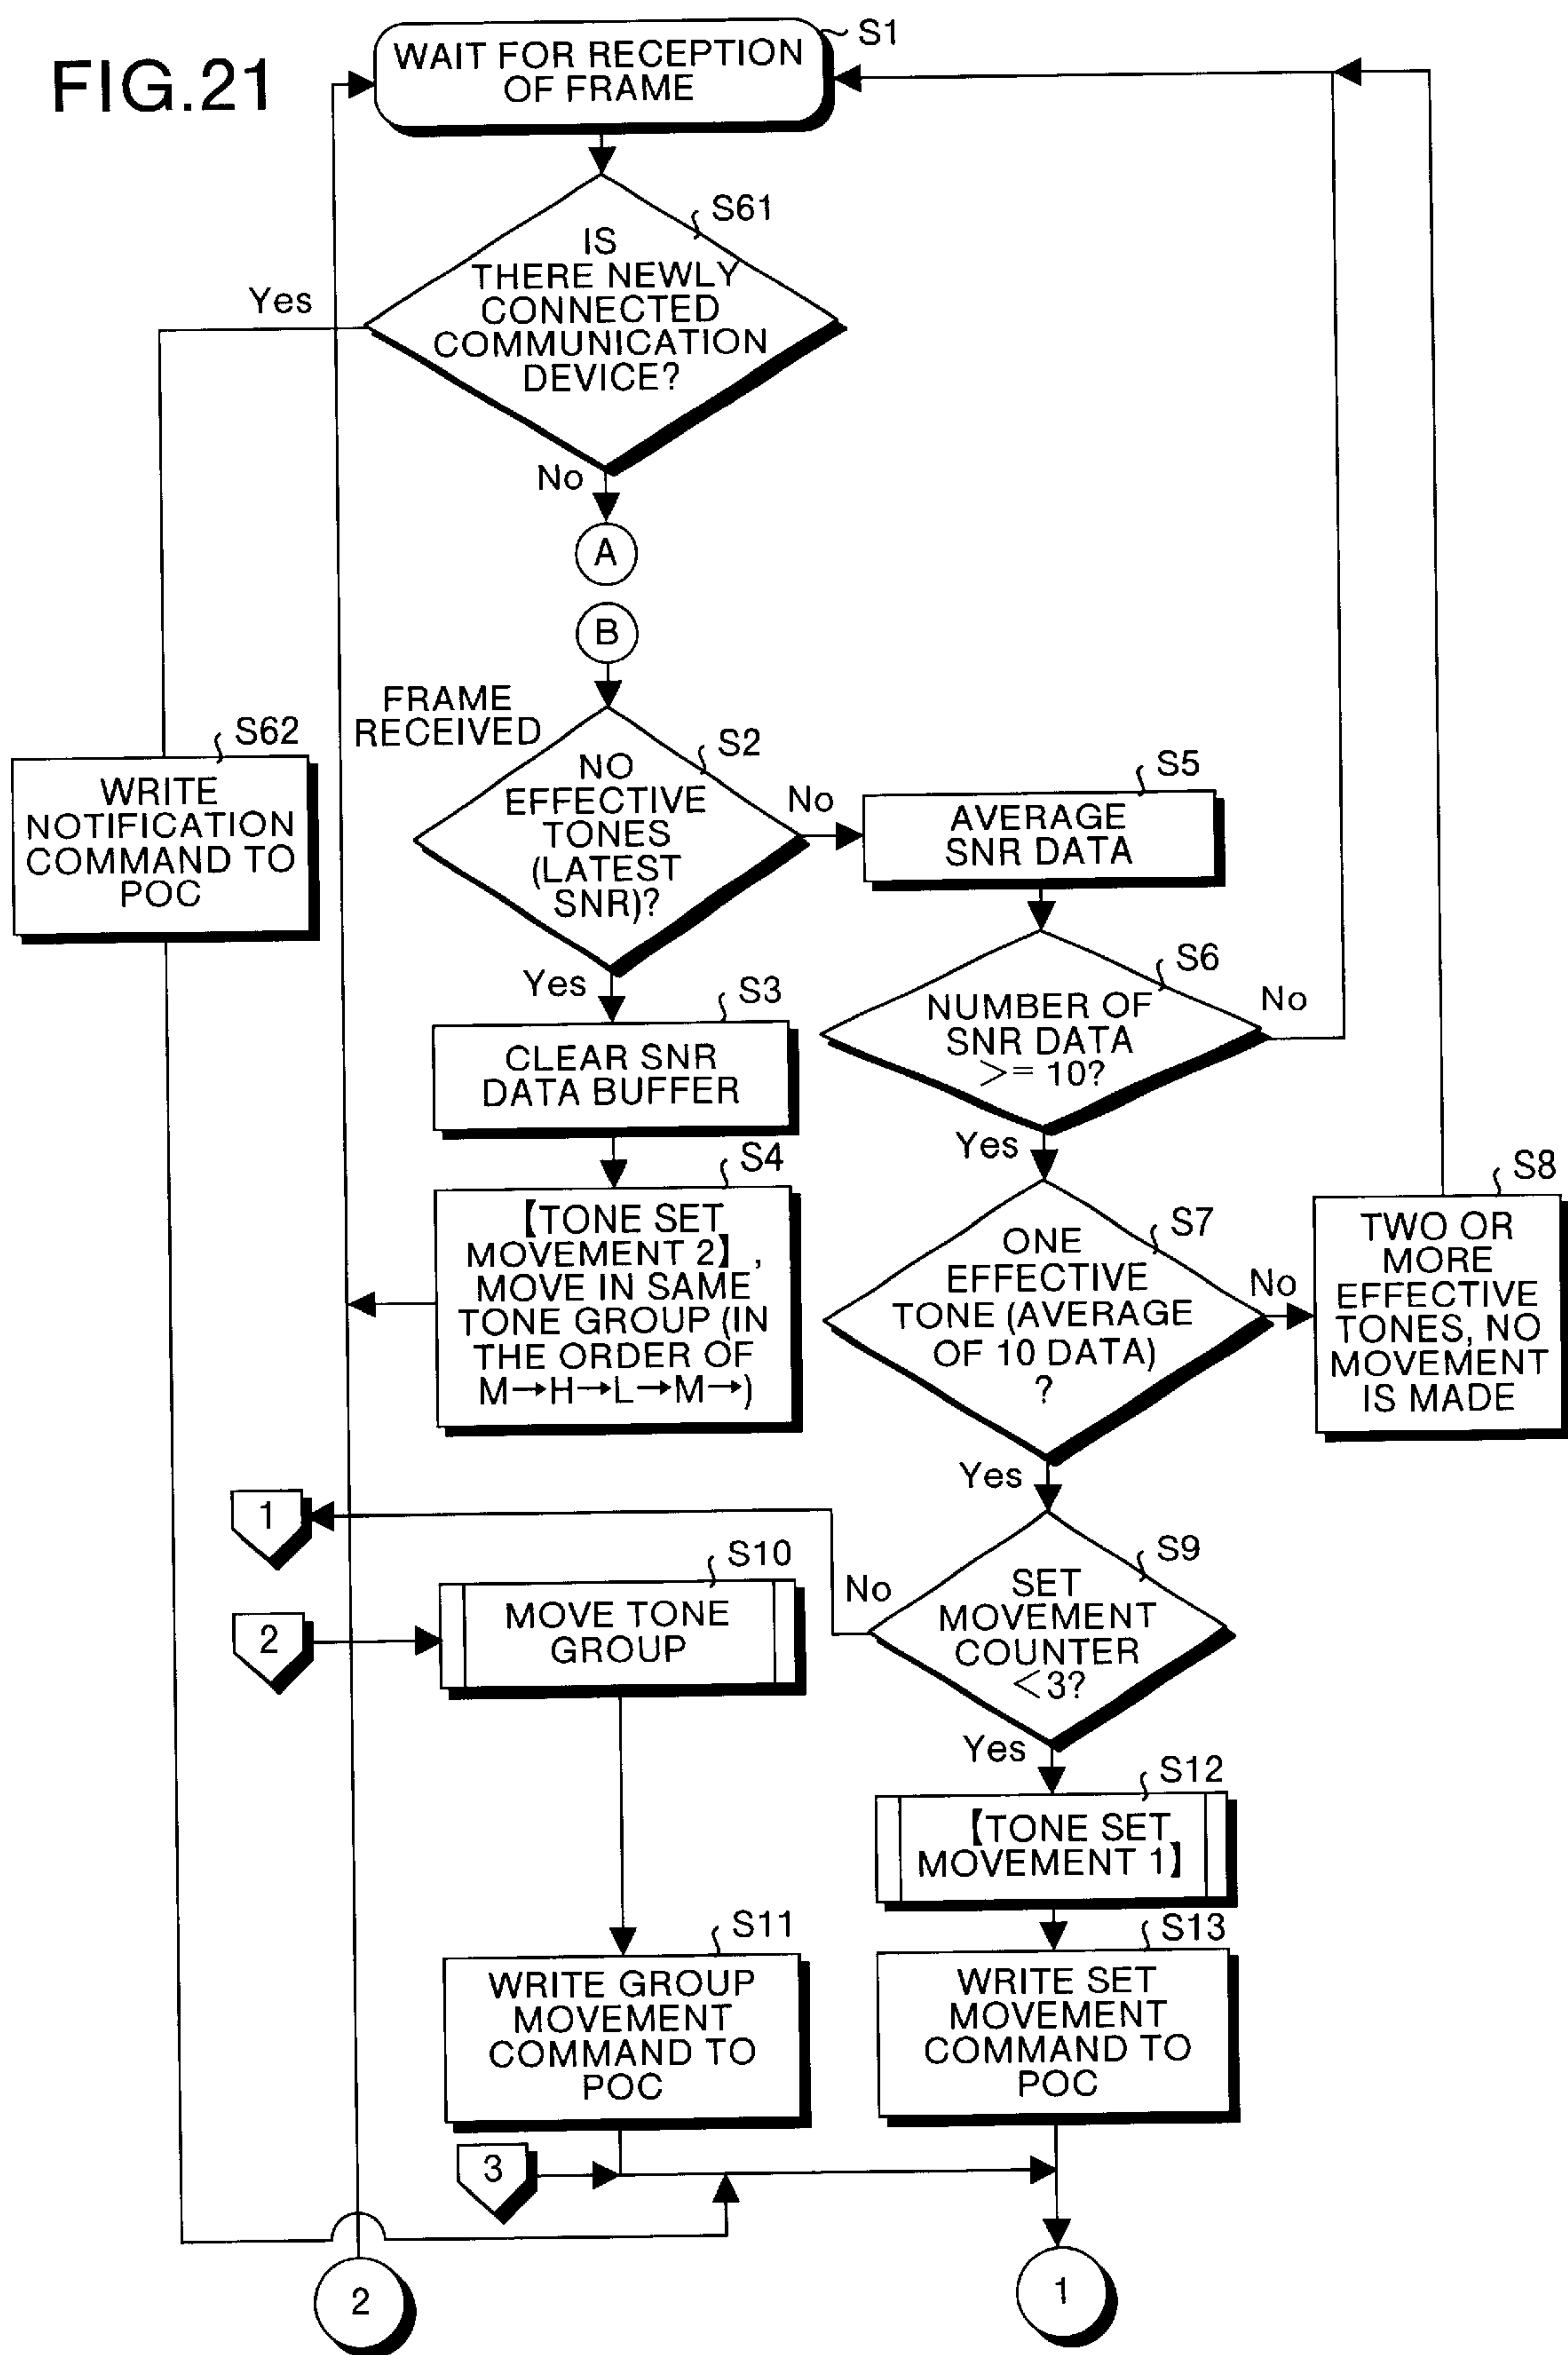 FIG.21
S1
WAIT FOR RECEPTION
OF FRAME
S61
IS
THERE NEWLY
CONNECTED
COMMUNICATION
DEVICE?
Yes
No
A
B
FRAME
RECEIVED
S62
WRITE
NOTIFICATION
COMMAND TO
POC
S2
NO
EFFECTIVE
TONES
(LATEST
SNR)?
No
Yes
S5
AVERAGE
SNR DATA
S6
NUMBER OF
SNR DATA
>= 10?
No
Yes
S3
CLEAR SNR
DATA BUFFER
S4
【TONE SET
MOVEMENT 2】,
MOVE IN SAME
TONE GROUP (IN
THE ORDER OF
M→H→L→M→)
S7
ONE
EFFECTIVE
TONE (AVERAGE
OF 10 DATA)
?
No
Yes
S8
TWO OR
MORE
EFFECTIVE
TONES, NO
MOVEMENT
IS MADE
1
S9
SET
MOVEMENT
COUNTER
<3?
No
Yes
2
S10
MOVE TONE
GROUP
S12
【TONE SET
MOVEMENT 1】
S11
WRITE GROUP
MOVEMENT
COMMAND TO
POC
S13
WRITE SET
MOVEMENT
COMMAND TO
POC
3
2
1